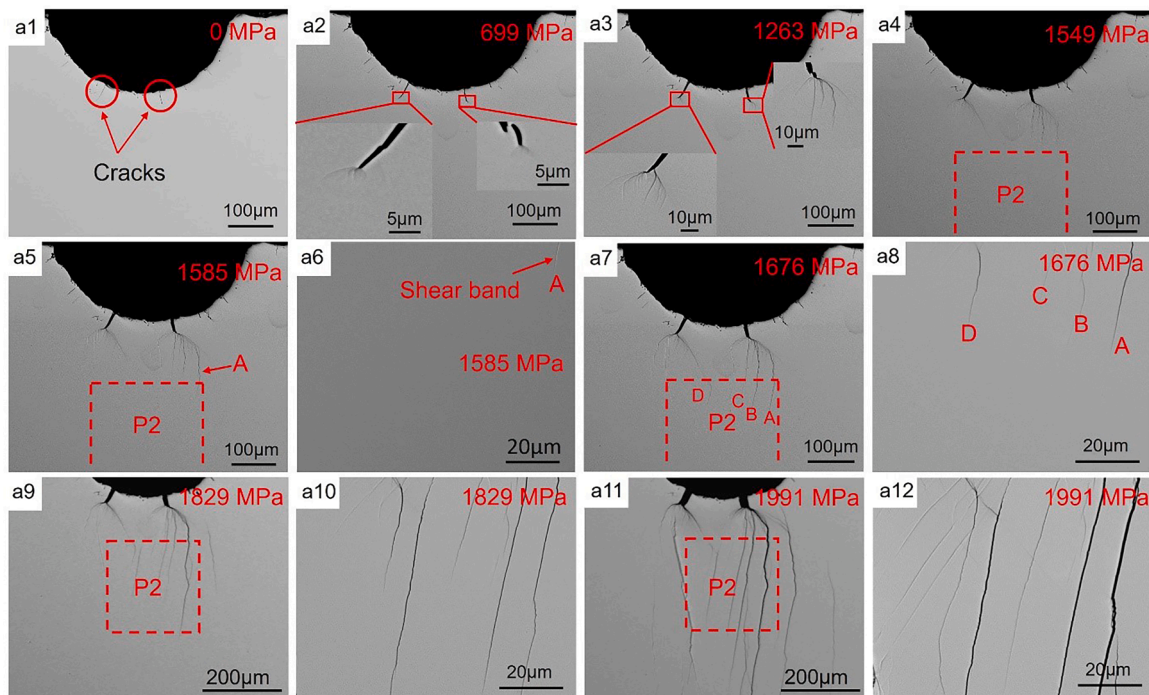 a1
0 MPa
Cracks
100μm
a2
699 MPa
5μm
5μm
100μm
a3
1263 MPa
10μm
10μm
100μm
a4
1549 MPa
P2
100μm
a5
1585 MPa
A
P2
100μm
a6
Shear band
A
1585 MPa
20μm
a7
1676 MPa
D
C
B
A
P2
100μm
a8
1676 MPa
C
B
D
A
20μm
a9
1829 MPa
P2
200μm
a10
1829 MPa
20μm
a11
1991 MPa
P2
200μm
a12
1991 MPa
20μm